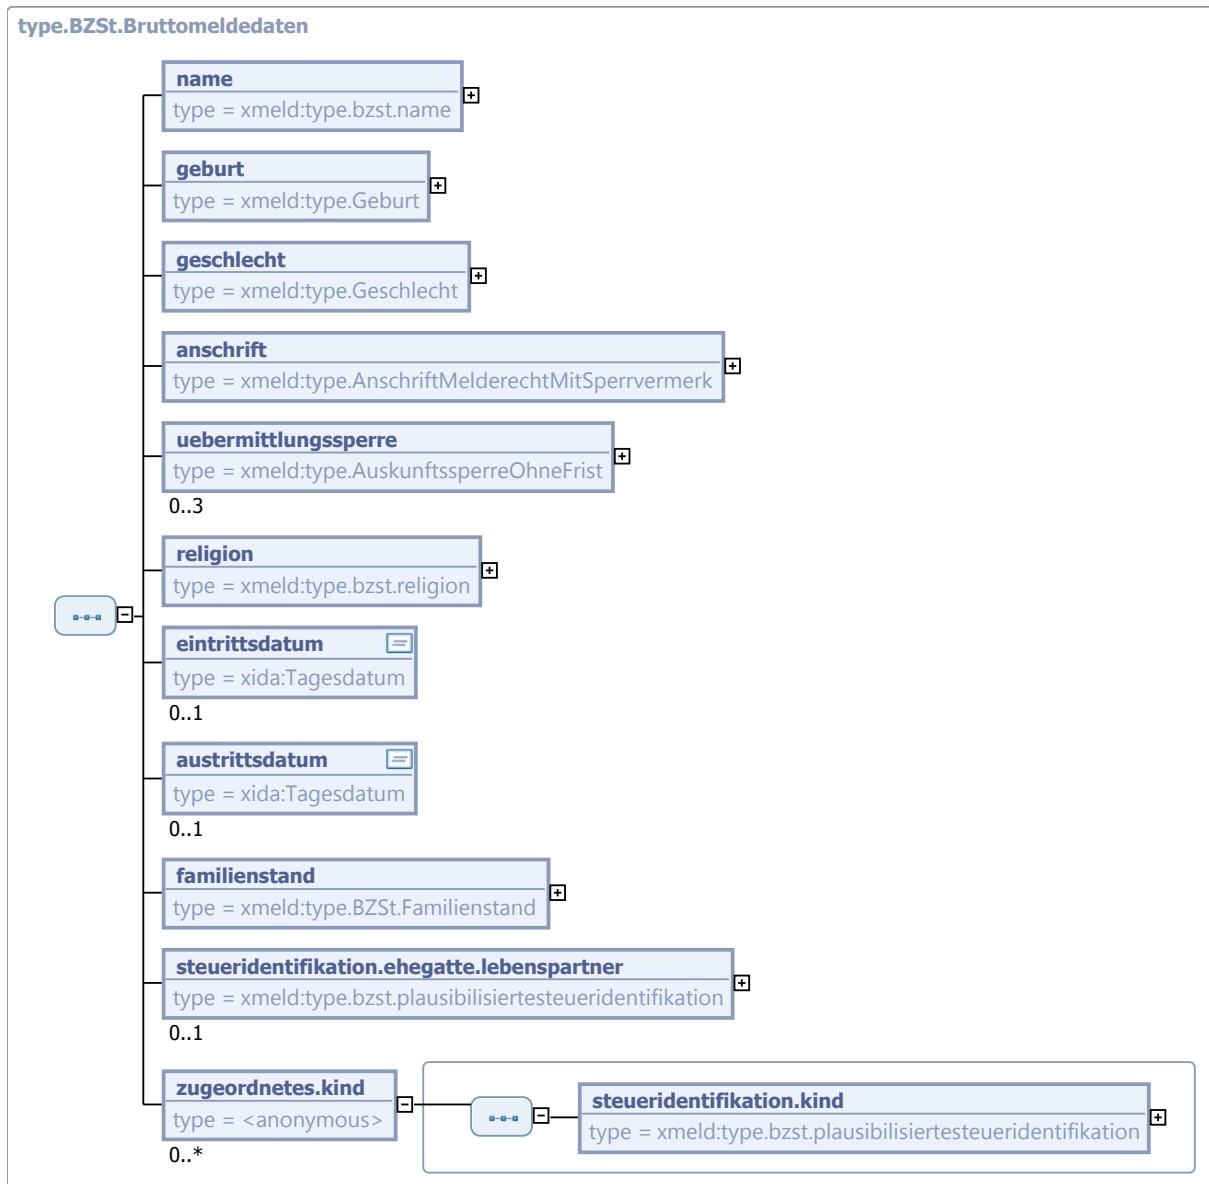 type.BZSt.Bruttomeldedaten
name
type = xmeld:type.bzst.name
geburt
type = xmeld:type.Geburt
geschlecht
type = xmeld:type.Geschlecht
anschrift
type = xmeld:type.AnschriftMelderechtMitSperrvermerk
uebermittlungssperre
type = xmeld:type.AuskunftssperreOhneFrist
0..3
religion
type = xmeld:type.bzst.religion
eintrittsdatum
type = xida:Tagesdatum
0..1
austrittsdatum
type = xida:Tagesdatum
0..1
familienstand
type = xmeld:type.BZSt.Familienstand
steueridentifikation.ehegatte.lebenspartner
type = xmeld:type.bzst.plausibilisiertesteueridentifikation
0..1
zugeordnetes.kind
type = <anonymous>
0..*
steueridentifikation.kind
type = xmeld:type.bzst.plausibilisiertesteueridentifikation